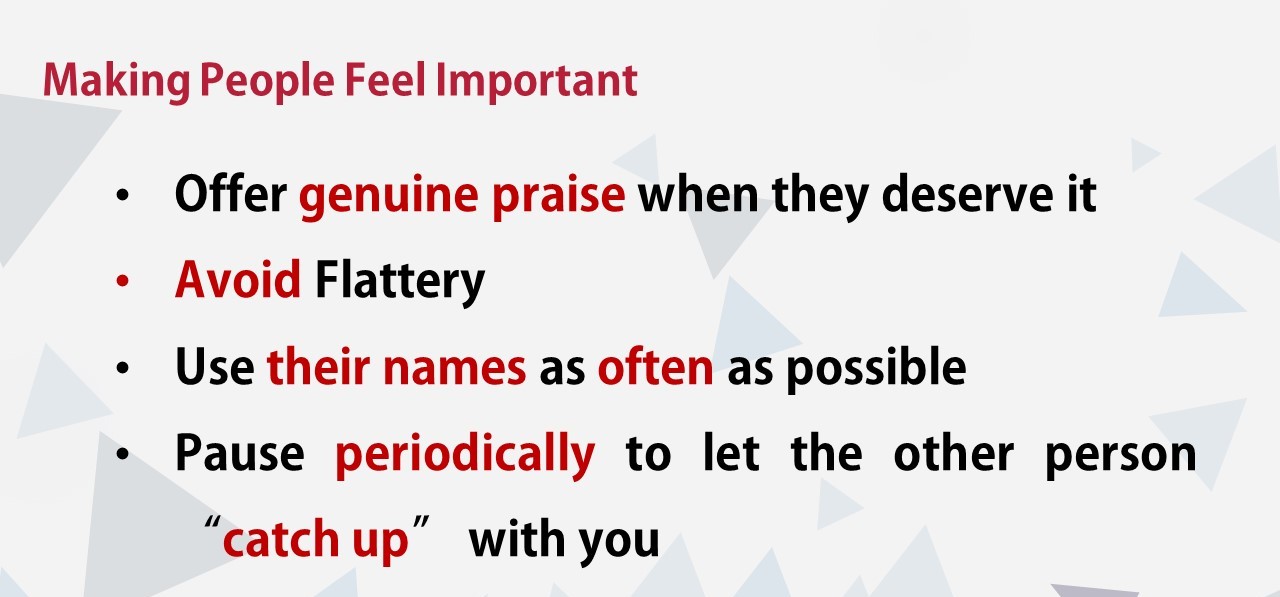 Making People Feel Important
• Offer genuine praise when they deserve it
• Avoid Flattery
• Use their names as often as possible
• Pause periodically to let the other person
“catch up” with you